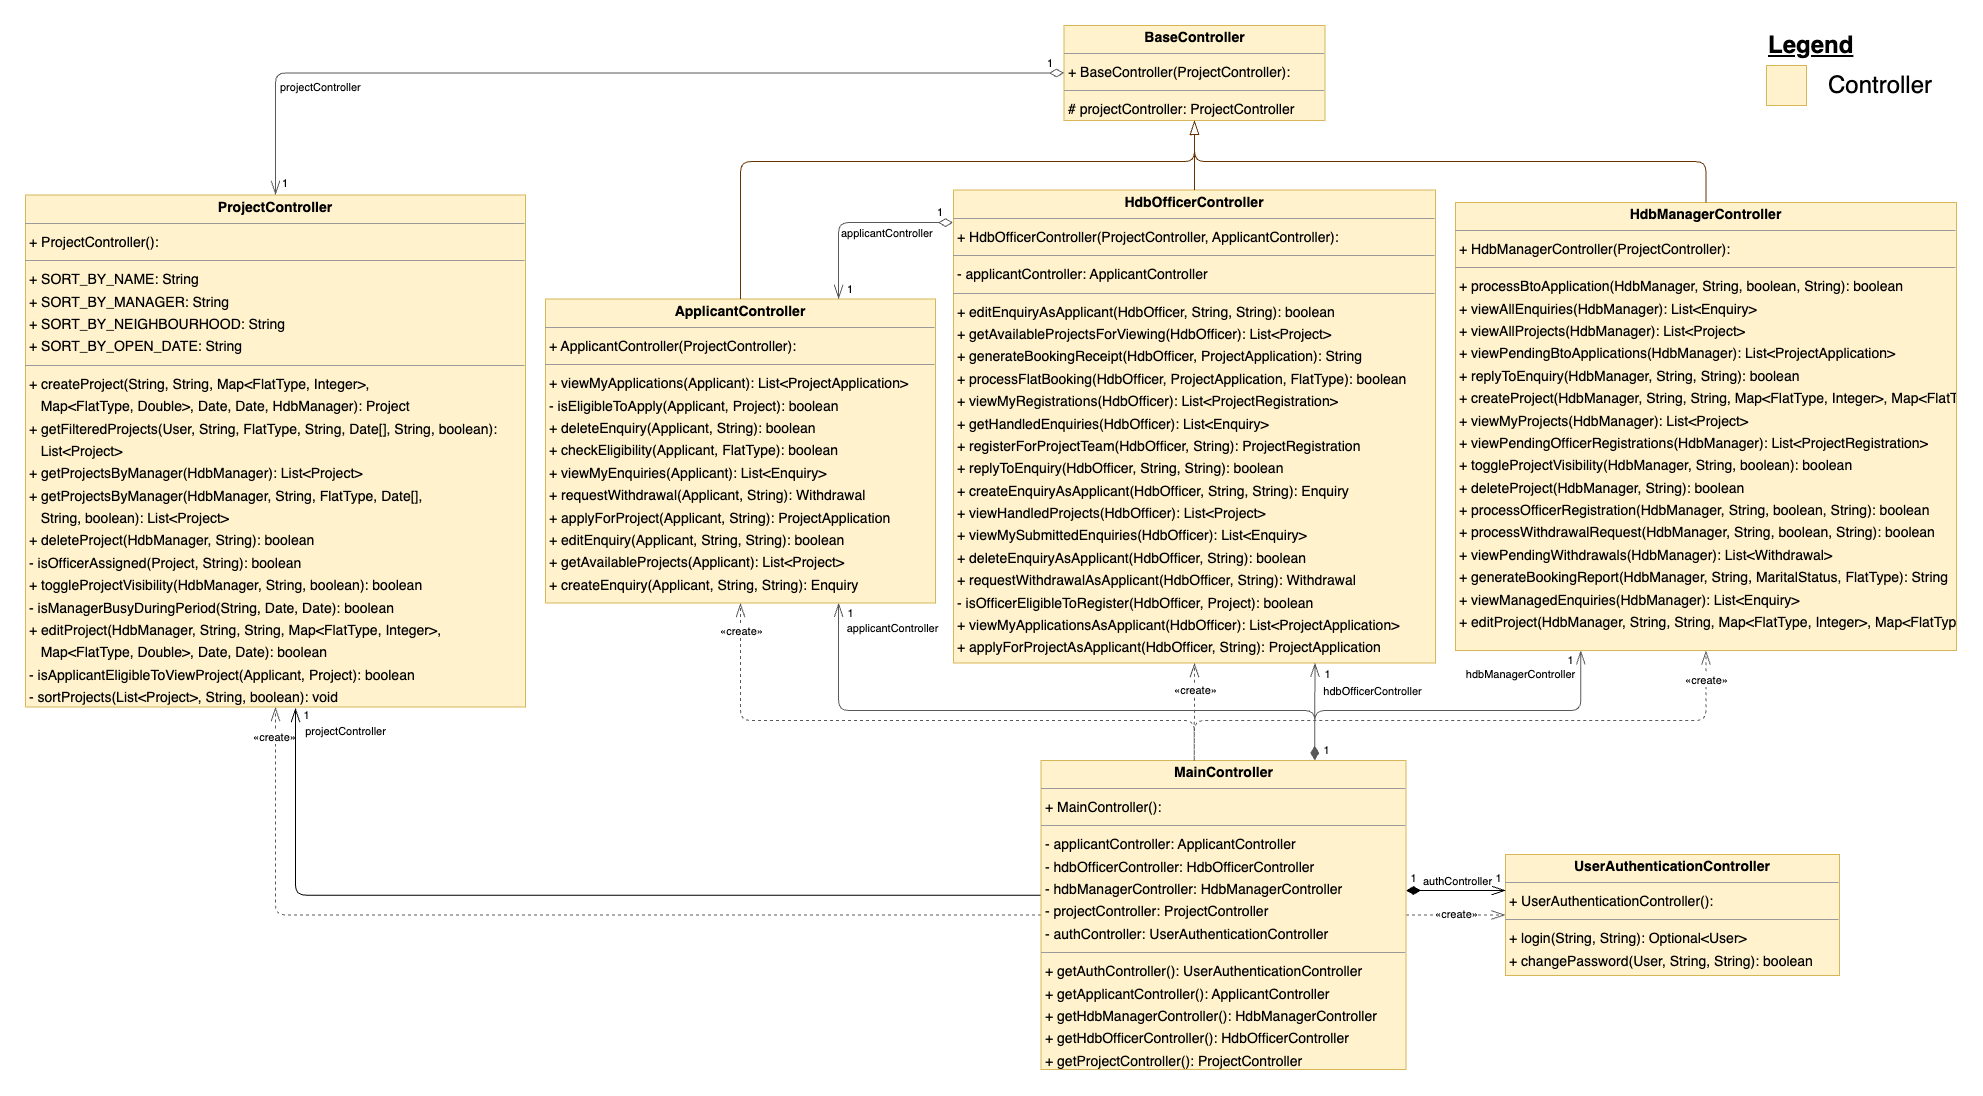 BaseController
+ BaseController(ProjectController):
# projectController: ProjectController
Legend
Controller
1
projectController
1
ProjectController
+ ProjectController():
+ SORT_BY_NAME: String
+ SORT_BY_MANAGER: String
+ SORT_BY_NEIGHBOURHOOD: String
+ SORT_BY_OPEN_DATE: String
+ createProject(String, String, Map<FlatType, Integer>,
Map<FlatType, Double>, Date, Date, HdbManager): Project
+ getFilteredProjects(User, String, FlatType, String, Date[], String, boolean):
List<Project>
+ getProjectsByManager(HdbManager): List<Project>
+ getProjectsByManager(HdbManager, String, FlatType, Date[],
String, boolean): List<Project>
+ deleteProject(HdbManager, String): boolean
- isOfficerAssigned(Project, String): boolean
+ toggleProjectVisibility(HdbManager, String, boolean): boolean
- isManagerBusyDuringPeriod(String, Date, Date): boolean
+ editProject(HdbManager, String, String, Map<FlatType, Integer>,
Map<FlatType, Double>, Date, Date): boolean
- isApplicantEligibleToViewProject(Applicant, Project): boolean
- sortProjects(List<Project>, String, boolean): void
1
applicantController
1
ApplicantController
+ ApplicantController(ProjectController):
+ viewMyApplications(Applicant): List<ProjectApplication>
- isEligibleToApply(Applicant, Project): boolean
+ deleteEnquiry(Applicant, String): boolean
+ checkEligibility(Applicant, FlatType): boolean
+ viewMyEnquiries(Applicant): List<Enquiry>
+ requestWithdrawal(Applicant, String): Withdrawal
+ applyForProject(Applicant, String): ProjectApplication
+ editEnquiry(Applicant, String, String): boolean
+ getAvailableProjects(Applicant): List<Project>
+ createEnquiry(Applicant, String, String): Enquiry
HdbOfficerController
+ HdbOfficerController(ProjectController, ApplicantController):
- applicantController: ApplicantController
+ editEnquiryAsApplicant(HdbOfficer, String, String): boolean
+ getAvailableProjectsForViewing(HdbOfficer): List<Project>
+ generateBookingReceipt(HdbOfficer, ProjectApplication): String
+ processFlatBooking(HdbOfficer, ProjectApplication, FlatType): boolean
+ viewMyRegistrations(HdbOfficer): List<ProjectRegistration>
+ getHandledEnquiries(HdbOfficer): List<Enquiry>
+ registerForProjectTeam(HdbOfficer, String): ProjectRegistration
+ replyToEnquiry(HdbOfficer, String, String): boolean
+ createEnquiryAsApplicant(HdbOfficer, String, String): Enquiry
+ viewHandledProjects(HdbOfficer): List<Project>
+ viewMySubmittedEnquiries(HdbOfficer): List<Enquiry>
+ deleteEnquiryAsApplicant(HdbOfficer, String): boolean
+ requestWithdrawalAsApplicant(HdbOfficer, String): Withdrawal
- isOfficerEligibleToRegister(HdbOfficer, Project): boolean
+ viewMyApplicationsAsApplicant(HdbOfficer): List<ProjectApplication>
+ applyForProjectAsApplicant(HdbOfficer, String): ProjectApplication
HdbManagerController
+ HdbManagerController(ProjectController):
+ processBtoApplication(HdbManager, String, boolean, String): boolean
+ viewAllEnquiries(HdbManager): List<Enquiry>
+ viewAllProjects(HdbManager): List<Project>
+ viewPendingBtoApplications(HdbManager): List<ProjectApplication>
+ replyToEnquiry(HdbManager, String, String): boolean
+ createProject(HdbManager, String, String, Map<FlatType, Integer>, Map<FlatT
+ viewMyProjects(HdbManager): List<Project>
+ viewPendingOfficerRegistrations(HdbManager): List<ProjectRegistration>
+ toggleProjectVisibility(HdbManager, String, boolean): boolean
+ deleteProject(HdbManager, String): boolean
+ processOfficerRegistration(HdbManager, String, boolean, String): boolean
+ processWithdrawalRequest(HdbManager, String, boolean, String): boolean
+ viewPendingWithdrawals(HdbManager): List<Withdrawal>
+ generateBookingReport(HdbManager, String, MaritalStatus, FlatType): String
+ viewManagedEnquiries(HdbManager): List<Enquiry>
+ editProject(HdbManager, String, String, Map<FlatType, Integer>, Map<FlatTyp
«create»
1
applicantController
«create»
1
hdbOfficerController
1
hdbManagerController
«create»
«create»
1
projectController
1
MainController
+ MainController():
- applicantController: ApplicantController
- hdbOfficerController: HdbOfficerController
- hdbManagerController: HdbManagerController
- projectController: ProjectController
- authController: UserAuthenticationController
+ getAuthController(): UserAuthenticationController
+ getApplicantController(): ApplicantController
+ getHdbManagerController(): HdbManagerController
+ getHdbOfficerController(): HdbOfficerController
+ getProjectController(): ProjectController
1
authController
1
«create»
UserAuthenticationController
+ UserAuthenticationController():
+ login(String, String): Optional<User>
+ changePassword(User, String, String): boolean